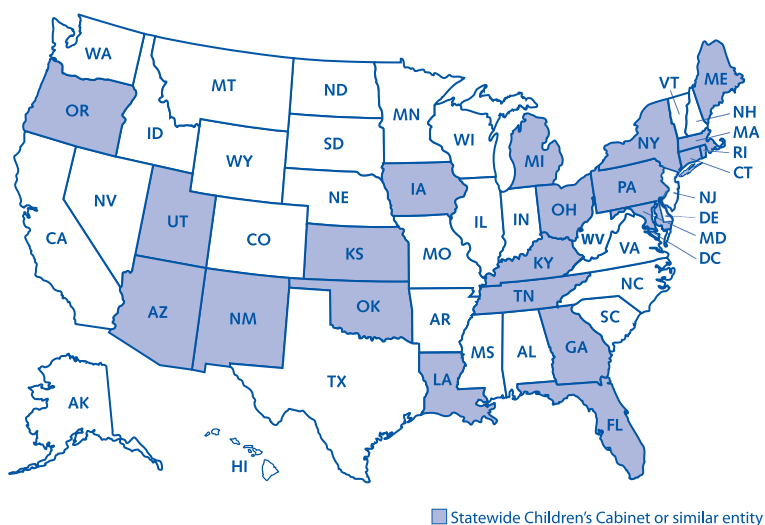 WA
MT
ND
MN
VT
ME
OR
ID
SD
WI
MI
NY
NH
MA
RI
CT
WY
IA
PA
NV
NE
NJ
UT
IL
IN
OH
DE
CA
CO
KS
MO
WV
VA
MD
DC
KY
NC
AZ
NM
OK
AR
TN
SC
MS
AL
GA
TX
LA
AK
FL
HI
Statewide Children's Cabinet or similar entity